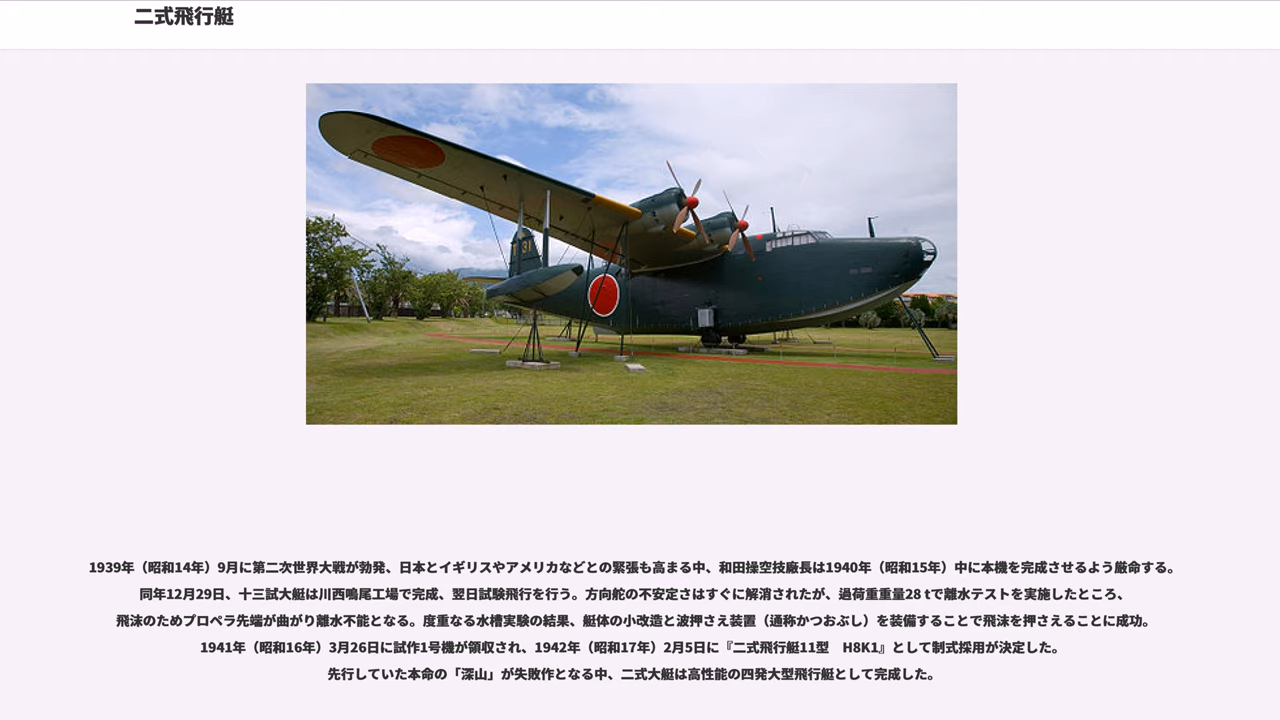 二式飛行艇
31
1939年（昭和14年）9月に第二次世界大戦が勃発、日本とイギリスやアメリカなどとの緊張も高まる中、和田操空技廠長は1940年（昭和15年）中に本機を完成させるよう厳命する。
同年12月29日、十三試大艇は川西鳴尾工場で完成、翌日試験飛行を行う。方向舵の不安定さはすぐに解消されたが、過荷重重量28 tで離水テストを実施したところ、
飛沫のためプロペラ先端が曲がり離水不能となる。度重なる水槽実験の結果、艇体の小改造と波押さえ装置（通称かつおぶし）を装備することで飛沫を押さえることに成功。
1941年（昭和16年）3月26日に試作1号機が領収され、1942年（昭和17年）2月5日に『二式飛行艇11型　H8K1』として制式採用が決定した。
先行していた本命の「深山」が失敗作となる中、二式大艇は高性能の四発大型飛行艇として完成した。